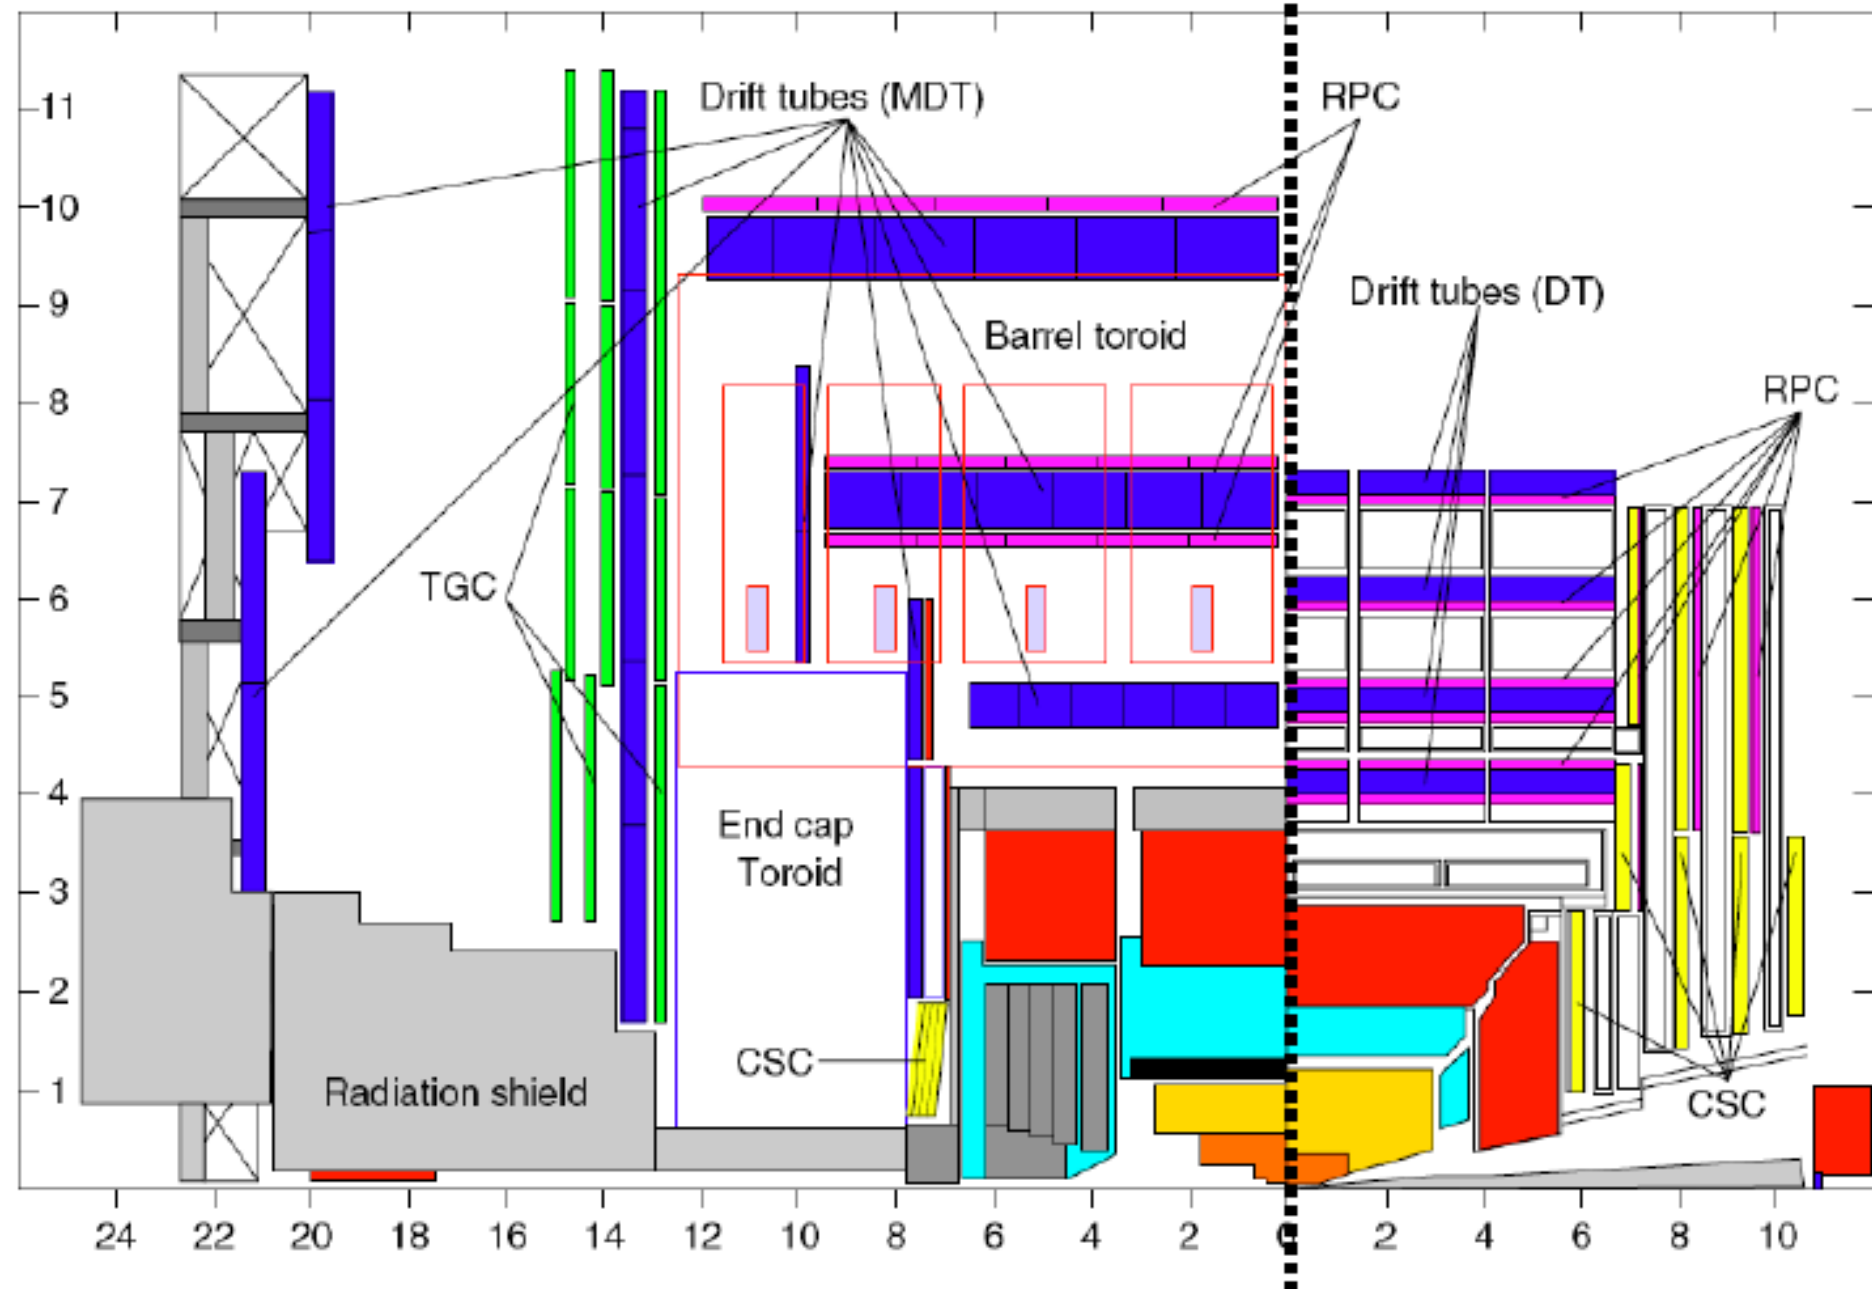 Drift tubes (MDT)
RPC
11
10
Drift tubes (DT)
9
Barrel toroid
8
RPC
7
6
TGC
5
4
End cap
Toroid
3
2
CSC
1
Radiation shield
CSC
24 22 20 18 16 14 12 10 8 6 4 2 0 2 4 6 8 10